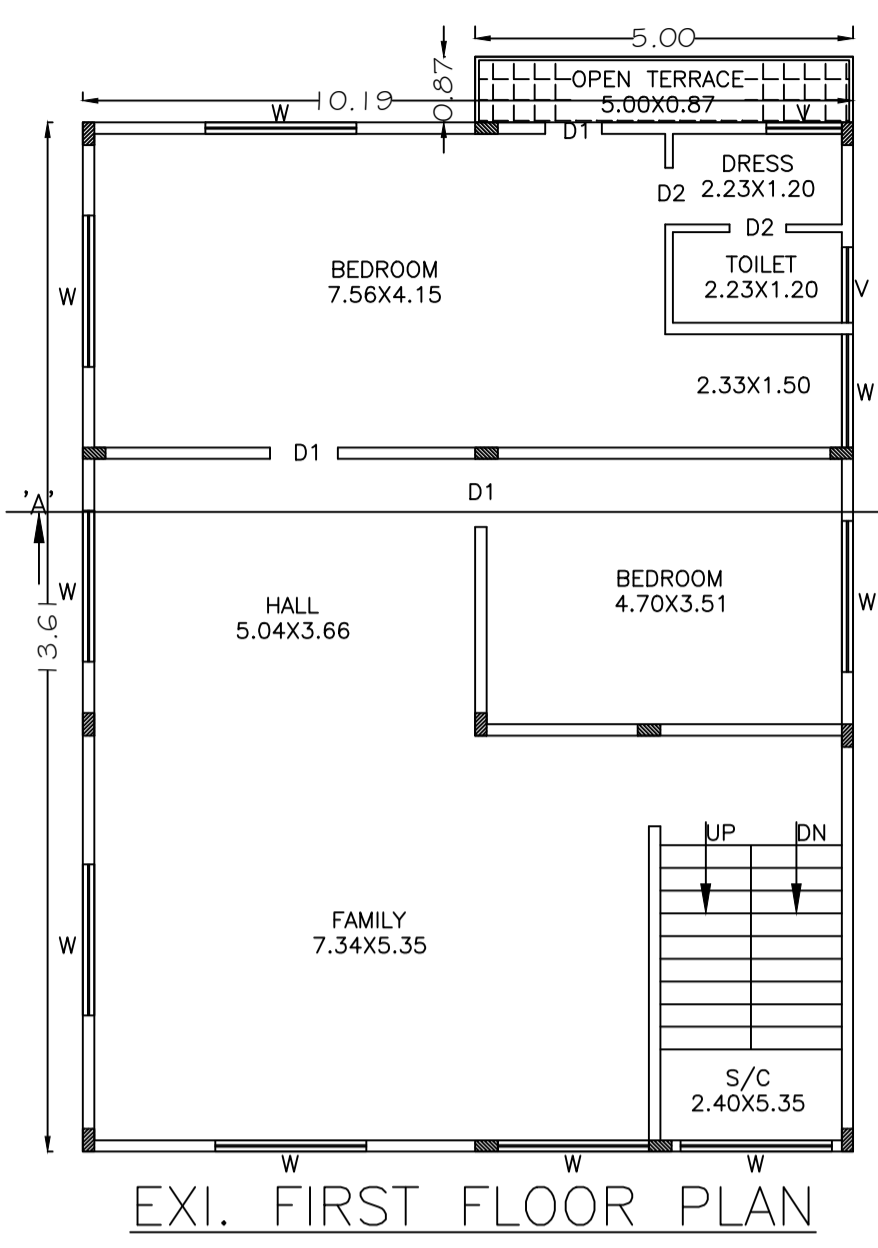 5.00
0.87
OPEN TERRACE
5.00X0.87
10.19
W
V
D1
DRESS
2.23X1.20
D2
D2
BEDROOM
7.56X4.15
TOILET
2.23X1.20
W
V
2.33X1.50
W
D1
D1
'A'
W
HALL
5.04X3.66
BEDROOM
4.70X3.51
W
13.61
UP
DN
FAMILY
7.34X5.35
W
S/C
2.40X5.35
W
W
W
EXI. FIRST FLOOR PLAN